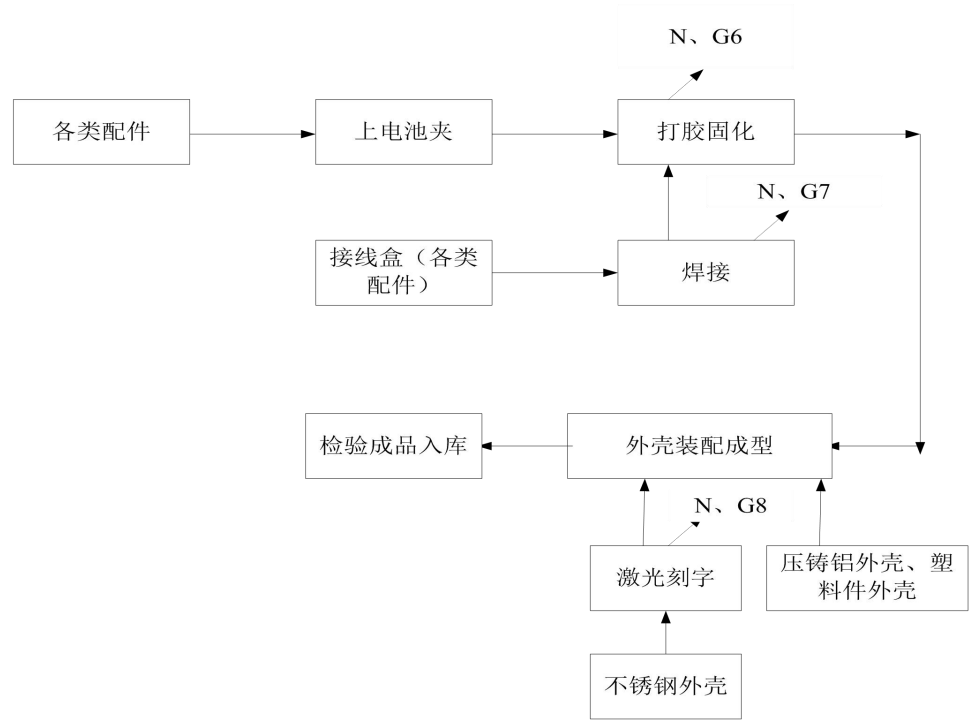 N、G6
各类配件
上电池夹
打胶固化
N、G7
接线盒（各类
配件）
焊接
检验成品入库
外壳装配成型
N、G8
激光刻字
压铸铝外壳、塑
料件外壳
不锈钢外壳